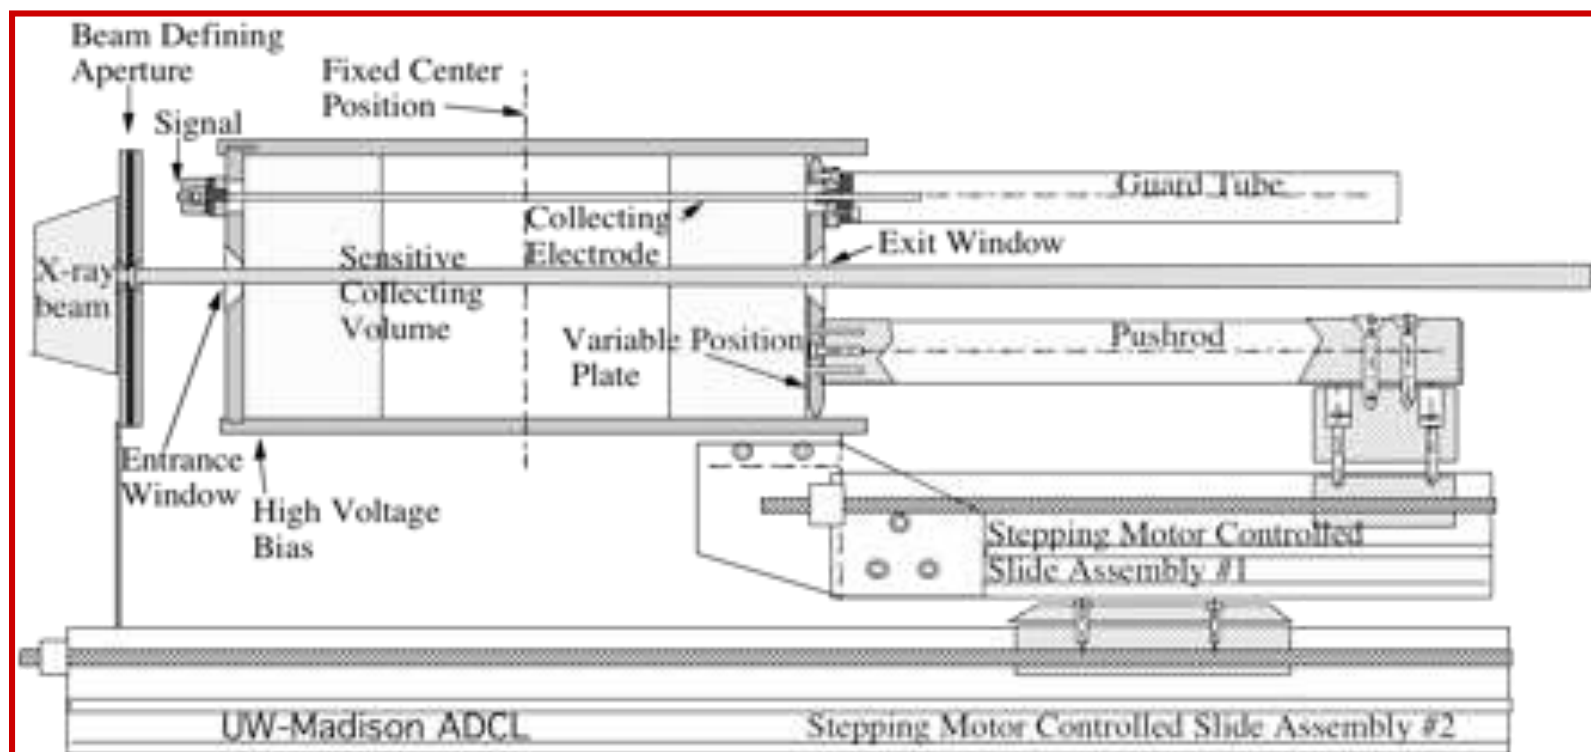 Beam Defining
Aperture
Fixed Center
Position
Signal
Guard Tube
Collecting
Electrode
Exit Window
X-ray
beam
Sensitive
Collecting
Volume
Variable Position
Plate
Pushrod
Entrance
Window
High Voltage
Bias
Stepping Motor Controlled
Slide Assembly #1
UW-Madison ADCL
Stepping Motor Controlled Slide Assembly #2